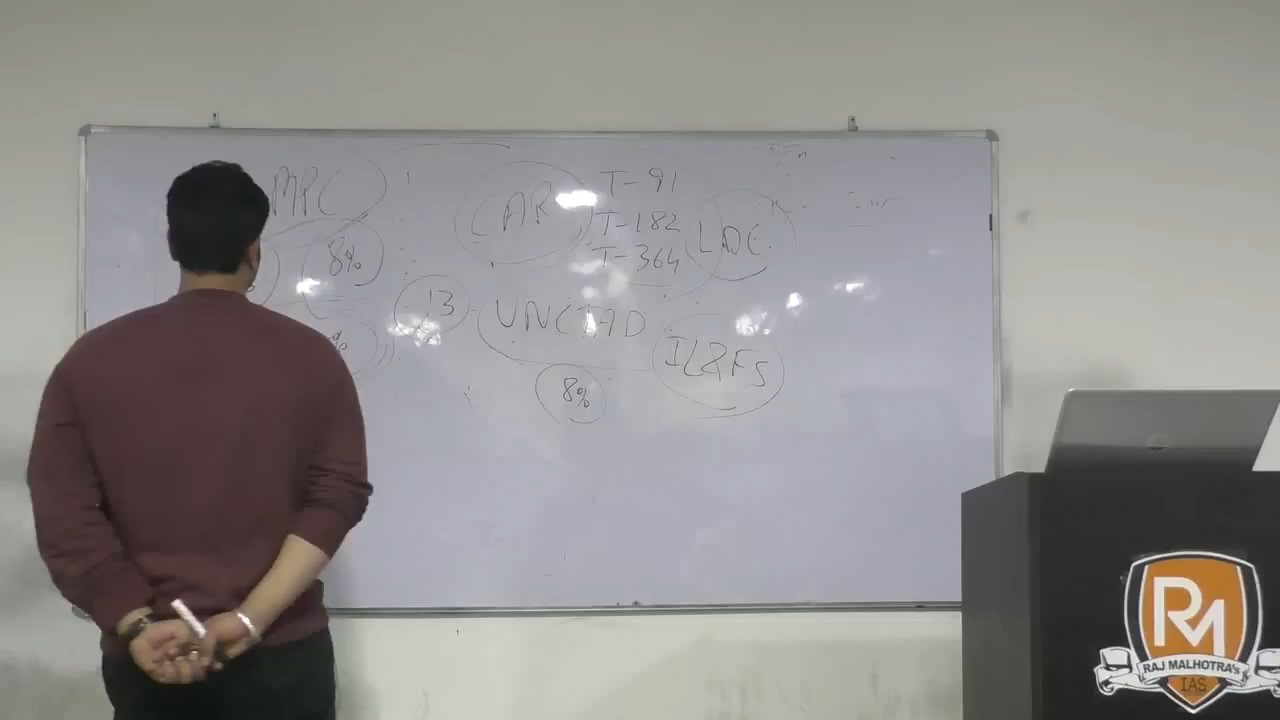 MPC
CAR
T-91
T-182
T-364
LDC
8%
13
UNCTAD
%
IL&FS
8%
RM
RAJ MALHOTRA's
IAS